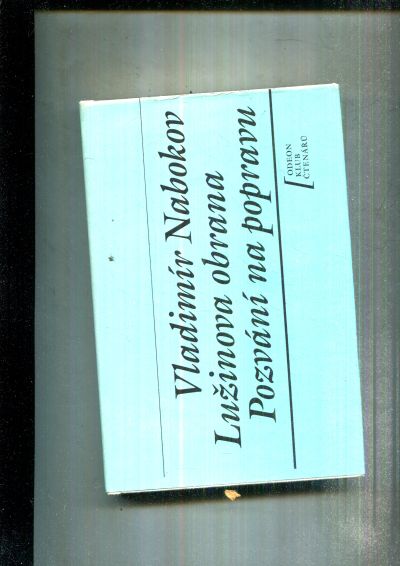 Vladimír Nabokov
Lužinova obrana
Pozvání na popravu
ODEON
KLUB
ČTENÁŘŮ